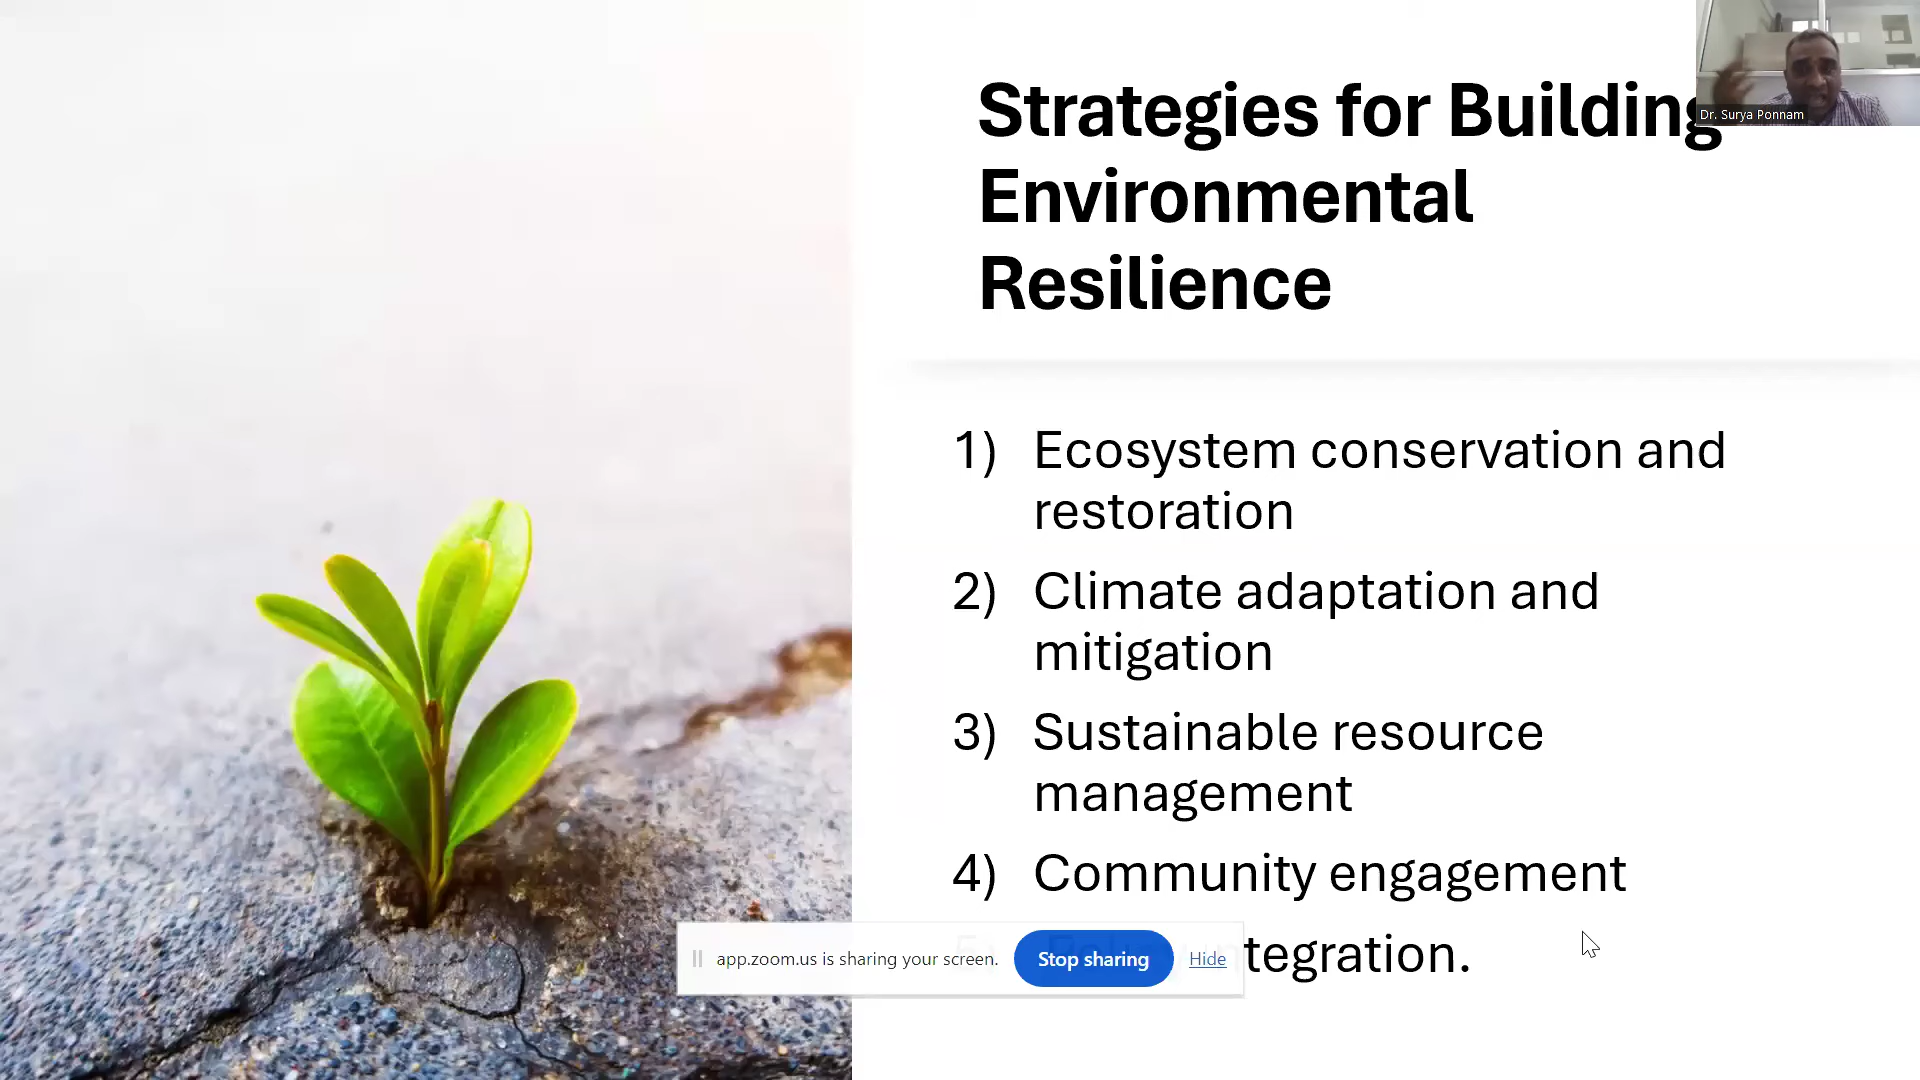 Strategies for Building
Dr. Surya Ponnam
Environmental
Resilience
1) Ecosystem conservation and
restoration
2) Climate adaptation and
mitigation
3) Sustainable resource
management
4) Community engagement
5) tegration.
app.zoom.us is sharing your screen. Stop sharing Hide